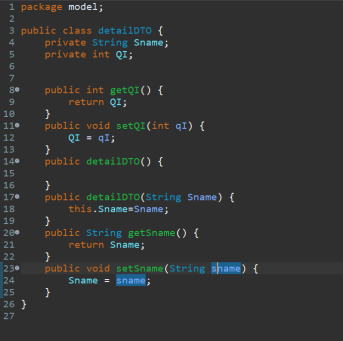 1 package model;
2
3 public class detailDTO {
4     private String Sname;
5     private int QI;
6
7
8     public int getQI() {
9         return QI;
10     }
11     public void setQI(int qI) {
12         QI = qI;
13     }
14     public detailDTO() {
15
16     }
17     public detailDTO(String Sname) {
18         this.Sname=Sname;
19     }
20     public String getSname() {
21         return Sname;
22     }
23     public void setSname(String sname) {
24         Sname = sname;
25     }
26 }
27